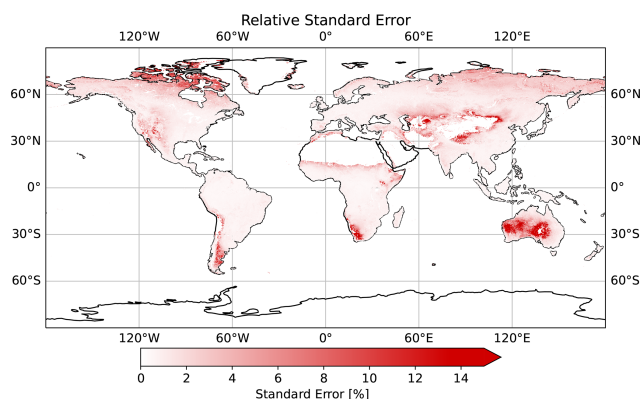 Relative Standard Error
120°W 60°W 0° 60°E 120°E
60°N 60°N
30°N 30°N
0° 0°
30°S 30°S
60°S 60°S
120°W 60°W 0° 60°E 120°E
0 2 4 6 8 10 12 14
Standard Error [%]